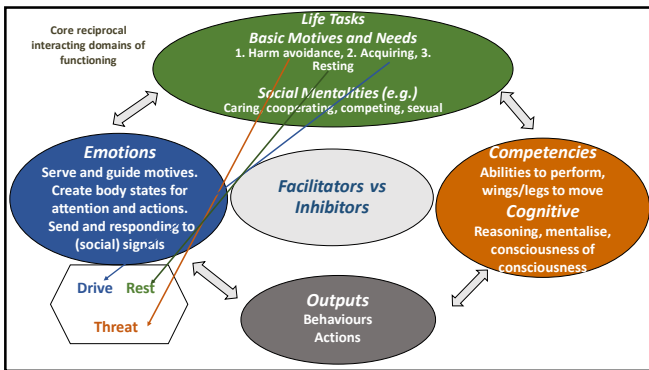 Core reciprocal
interacting domains of
functioning
Life Tasks
Basic Motives and Needs
1. Harm avoidance, 2. Acquiring, 3.
Resting
Social Mentalities (e.g.)
Caring, cooperating, competing, sexual
Emotions
Serve and guide motives.
Create body states for
attention and actions.
Send and responding to
(social) signals
Facilitators vs
Inhibitors
Competencies
Abilities to perform,
wings/legs to move
Cognitive
Reasoning, mentalise,
consciousness of
consciousness
Drive Rest
Threat
Outputs
Behaviours
Actions